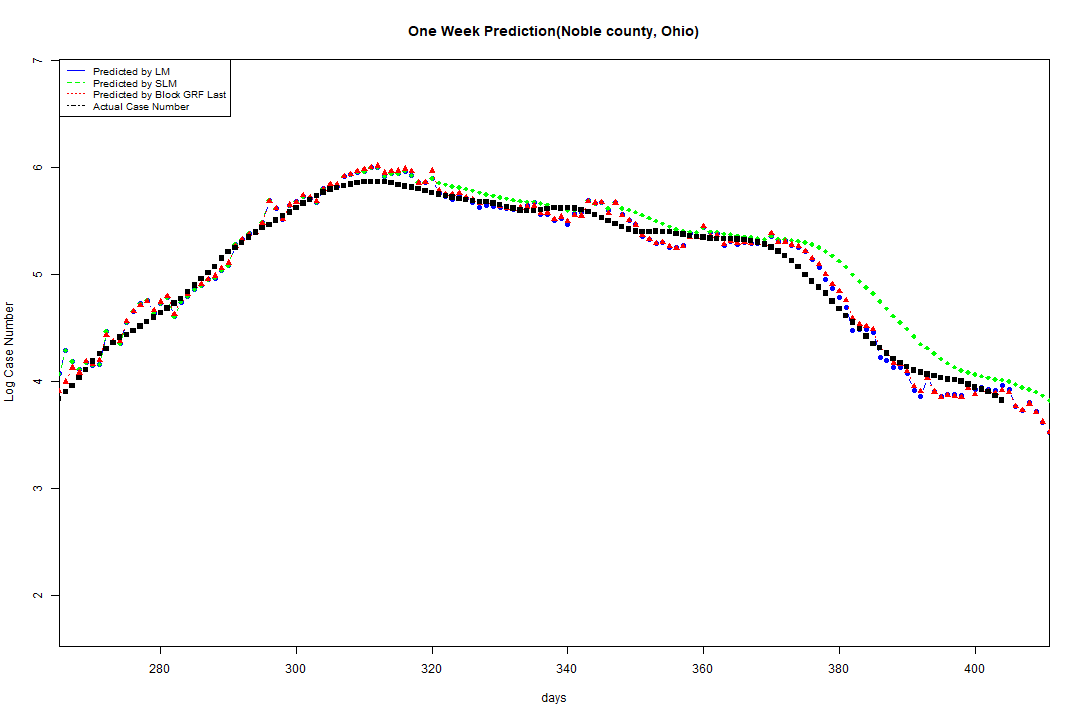 One Week Prediction(Noble county, Ohio)
Predicted by LM
Predicted by SLM
Predicted by Block GRF Last
Actual Case Number
7
6
5
4
3
2
Log Case Number
280 300 320 340 360 380 400
days